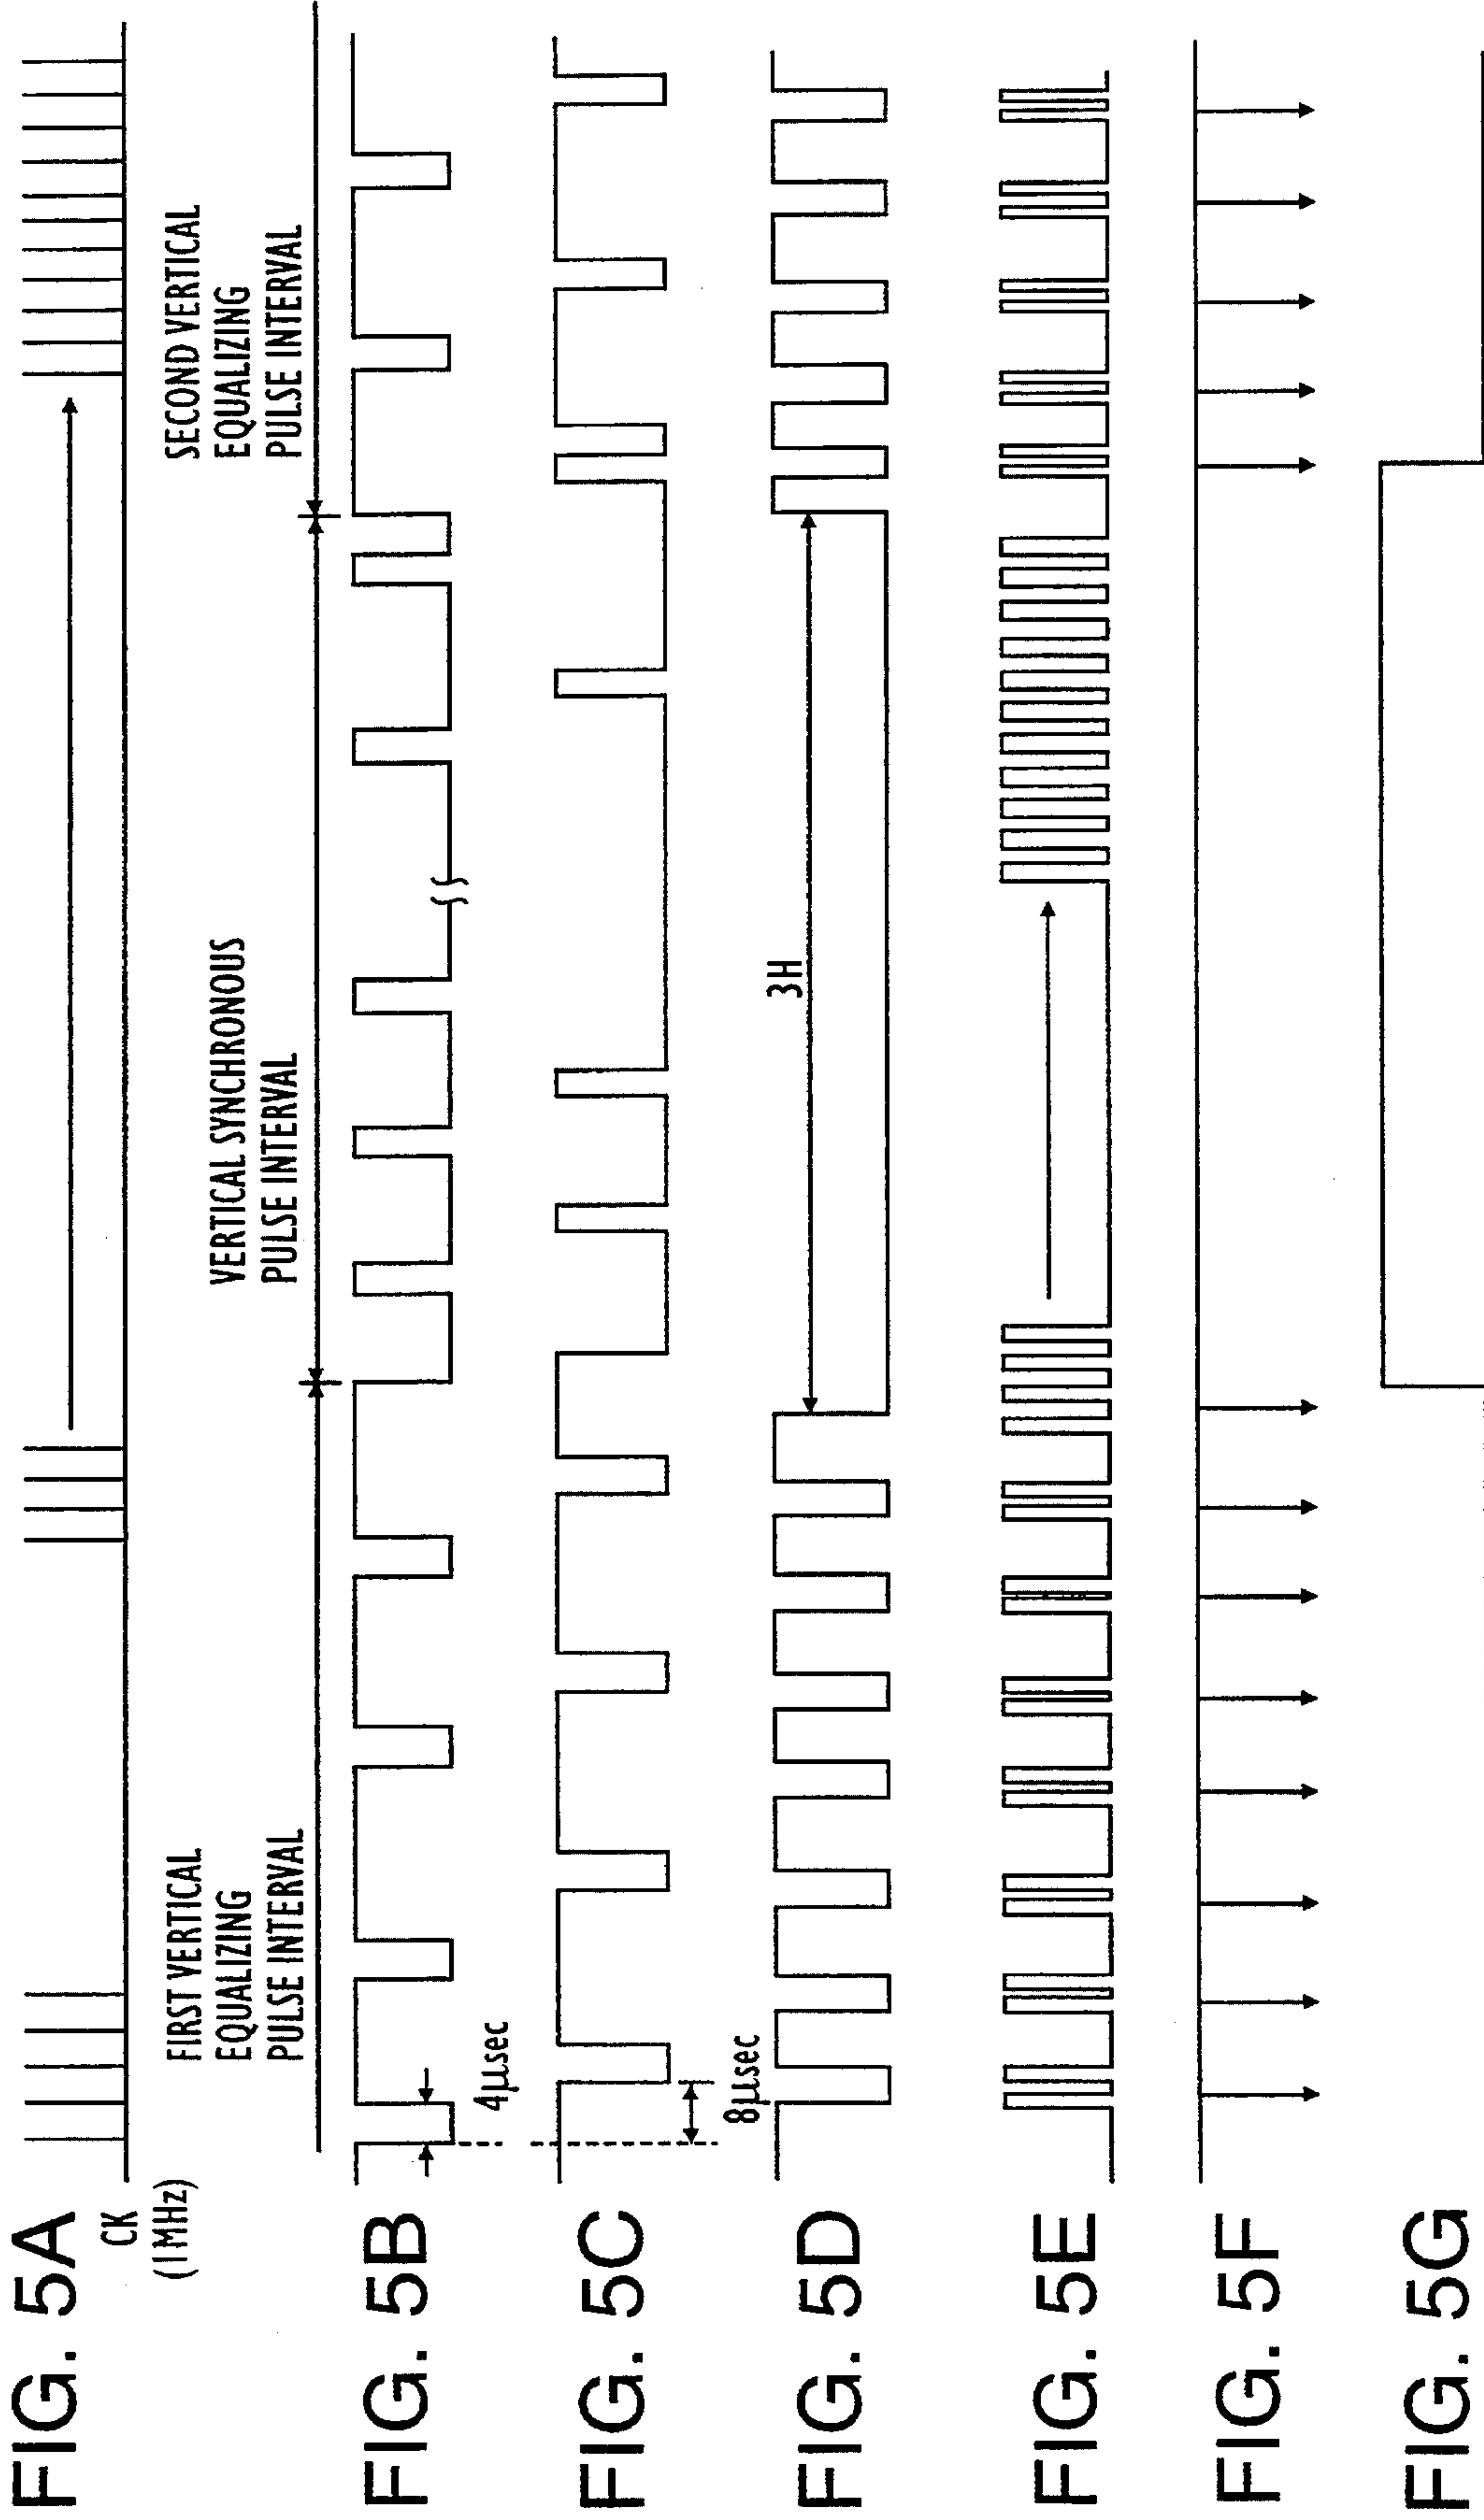 FIG. 5A
CK
(1MHz)
FIRST VERTICAL
EQUALIZING
PULSE INTERVAL
VERTICAL SYNCHRONOUS
PULSE INTERVAL
SECOND VERTICAL
EQUALIZING
PULSE INTERVAL
FIG. 5B
4μsec
FIG. 5C
8μsec
FIG. 5D
3H
FIG. 5E
FIG. 5F
FIG. 5G